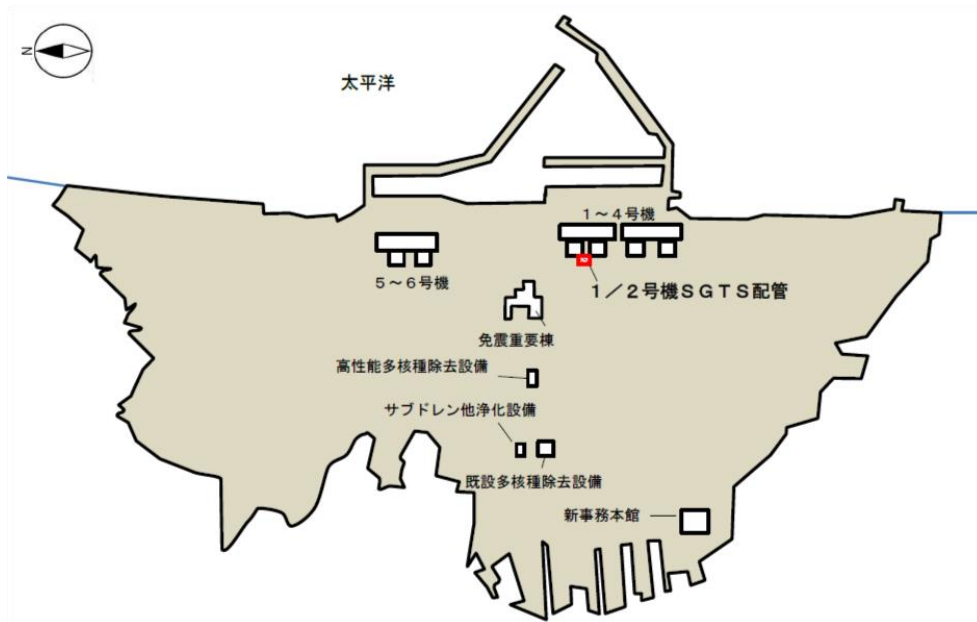 N
太平洋
1～4号機
5～6号機
1／2号機SGTS配管
免震重要棟
高性能多核種除去設備
サブドレン他浄化設備
既設多核種除去設備
新事務本館